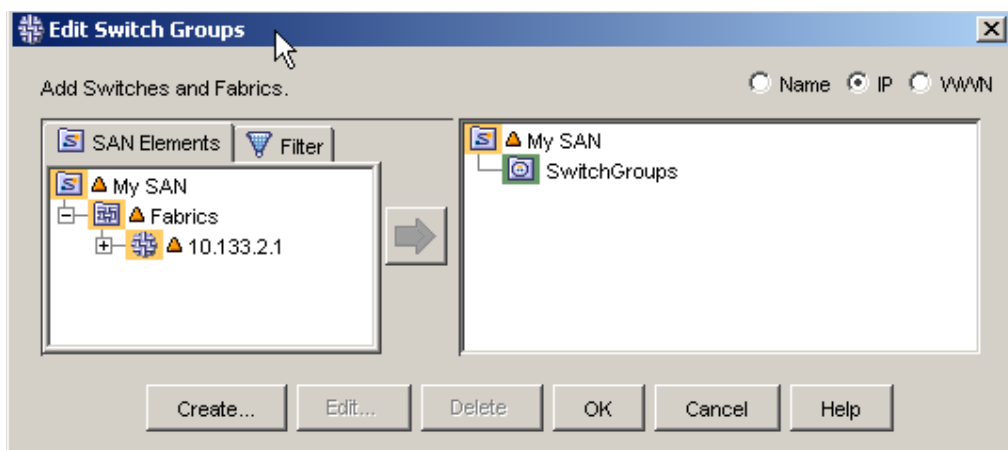 Edit Switch Groups
Add Switches and Fabrics.
Name IP WWN
SAN Elements Filter
My SAN
Fabrics
10.133.2.1
My SAN
SwitchGroups
Create... Edit... Delete OK Cancel Help